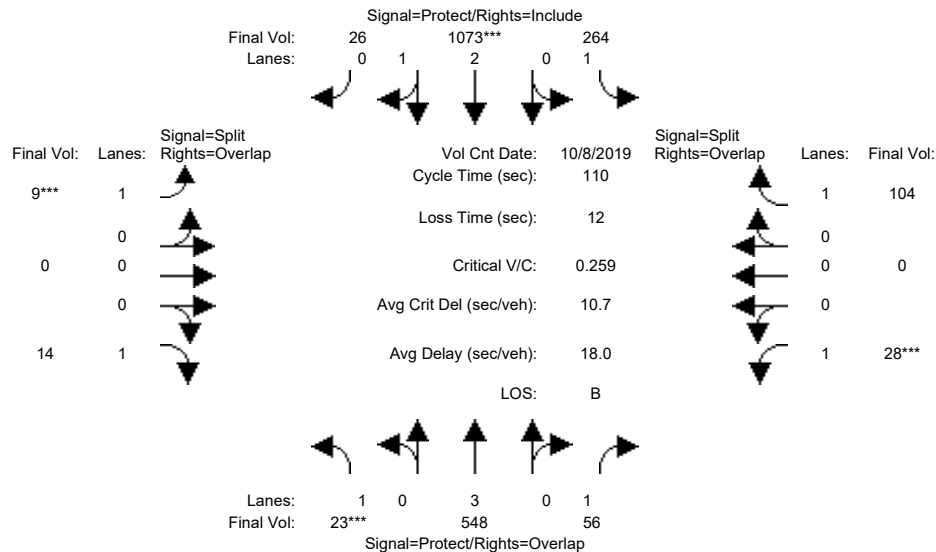 Signal=Protect/Rights=Include
Final Vol: 26 1073*** 264
Lanes: 0 1 2 0 1
Signal=Split
Final Vol: Lanes: Rights=Overlap
Vol Cnt Date: 10/8/2019
Signal=Split
Rights=Overlap Lanes: Final Vol:
Cycle Time (sec): 110
9*** 1
1 104
Loss Time (sec): 12
0
0
0 0
Critical V/C: 0.259
0 0
0
Avg Crit Del (sec/veh): 10.7
0
14 1
Avg Delay (sec/veh): 18.0
1 28***
LOS: B
Lanes: 1 0 3 0 1
Final Vol: 23*** 548 56
Signal=Protect/Rights=Overlap